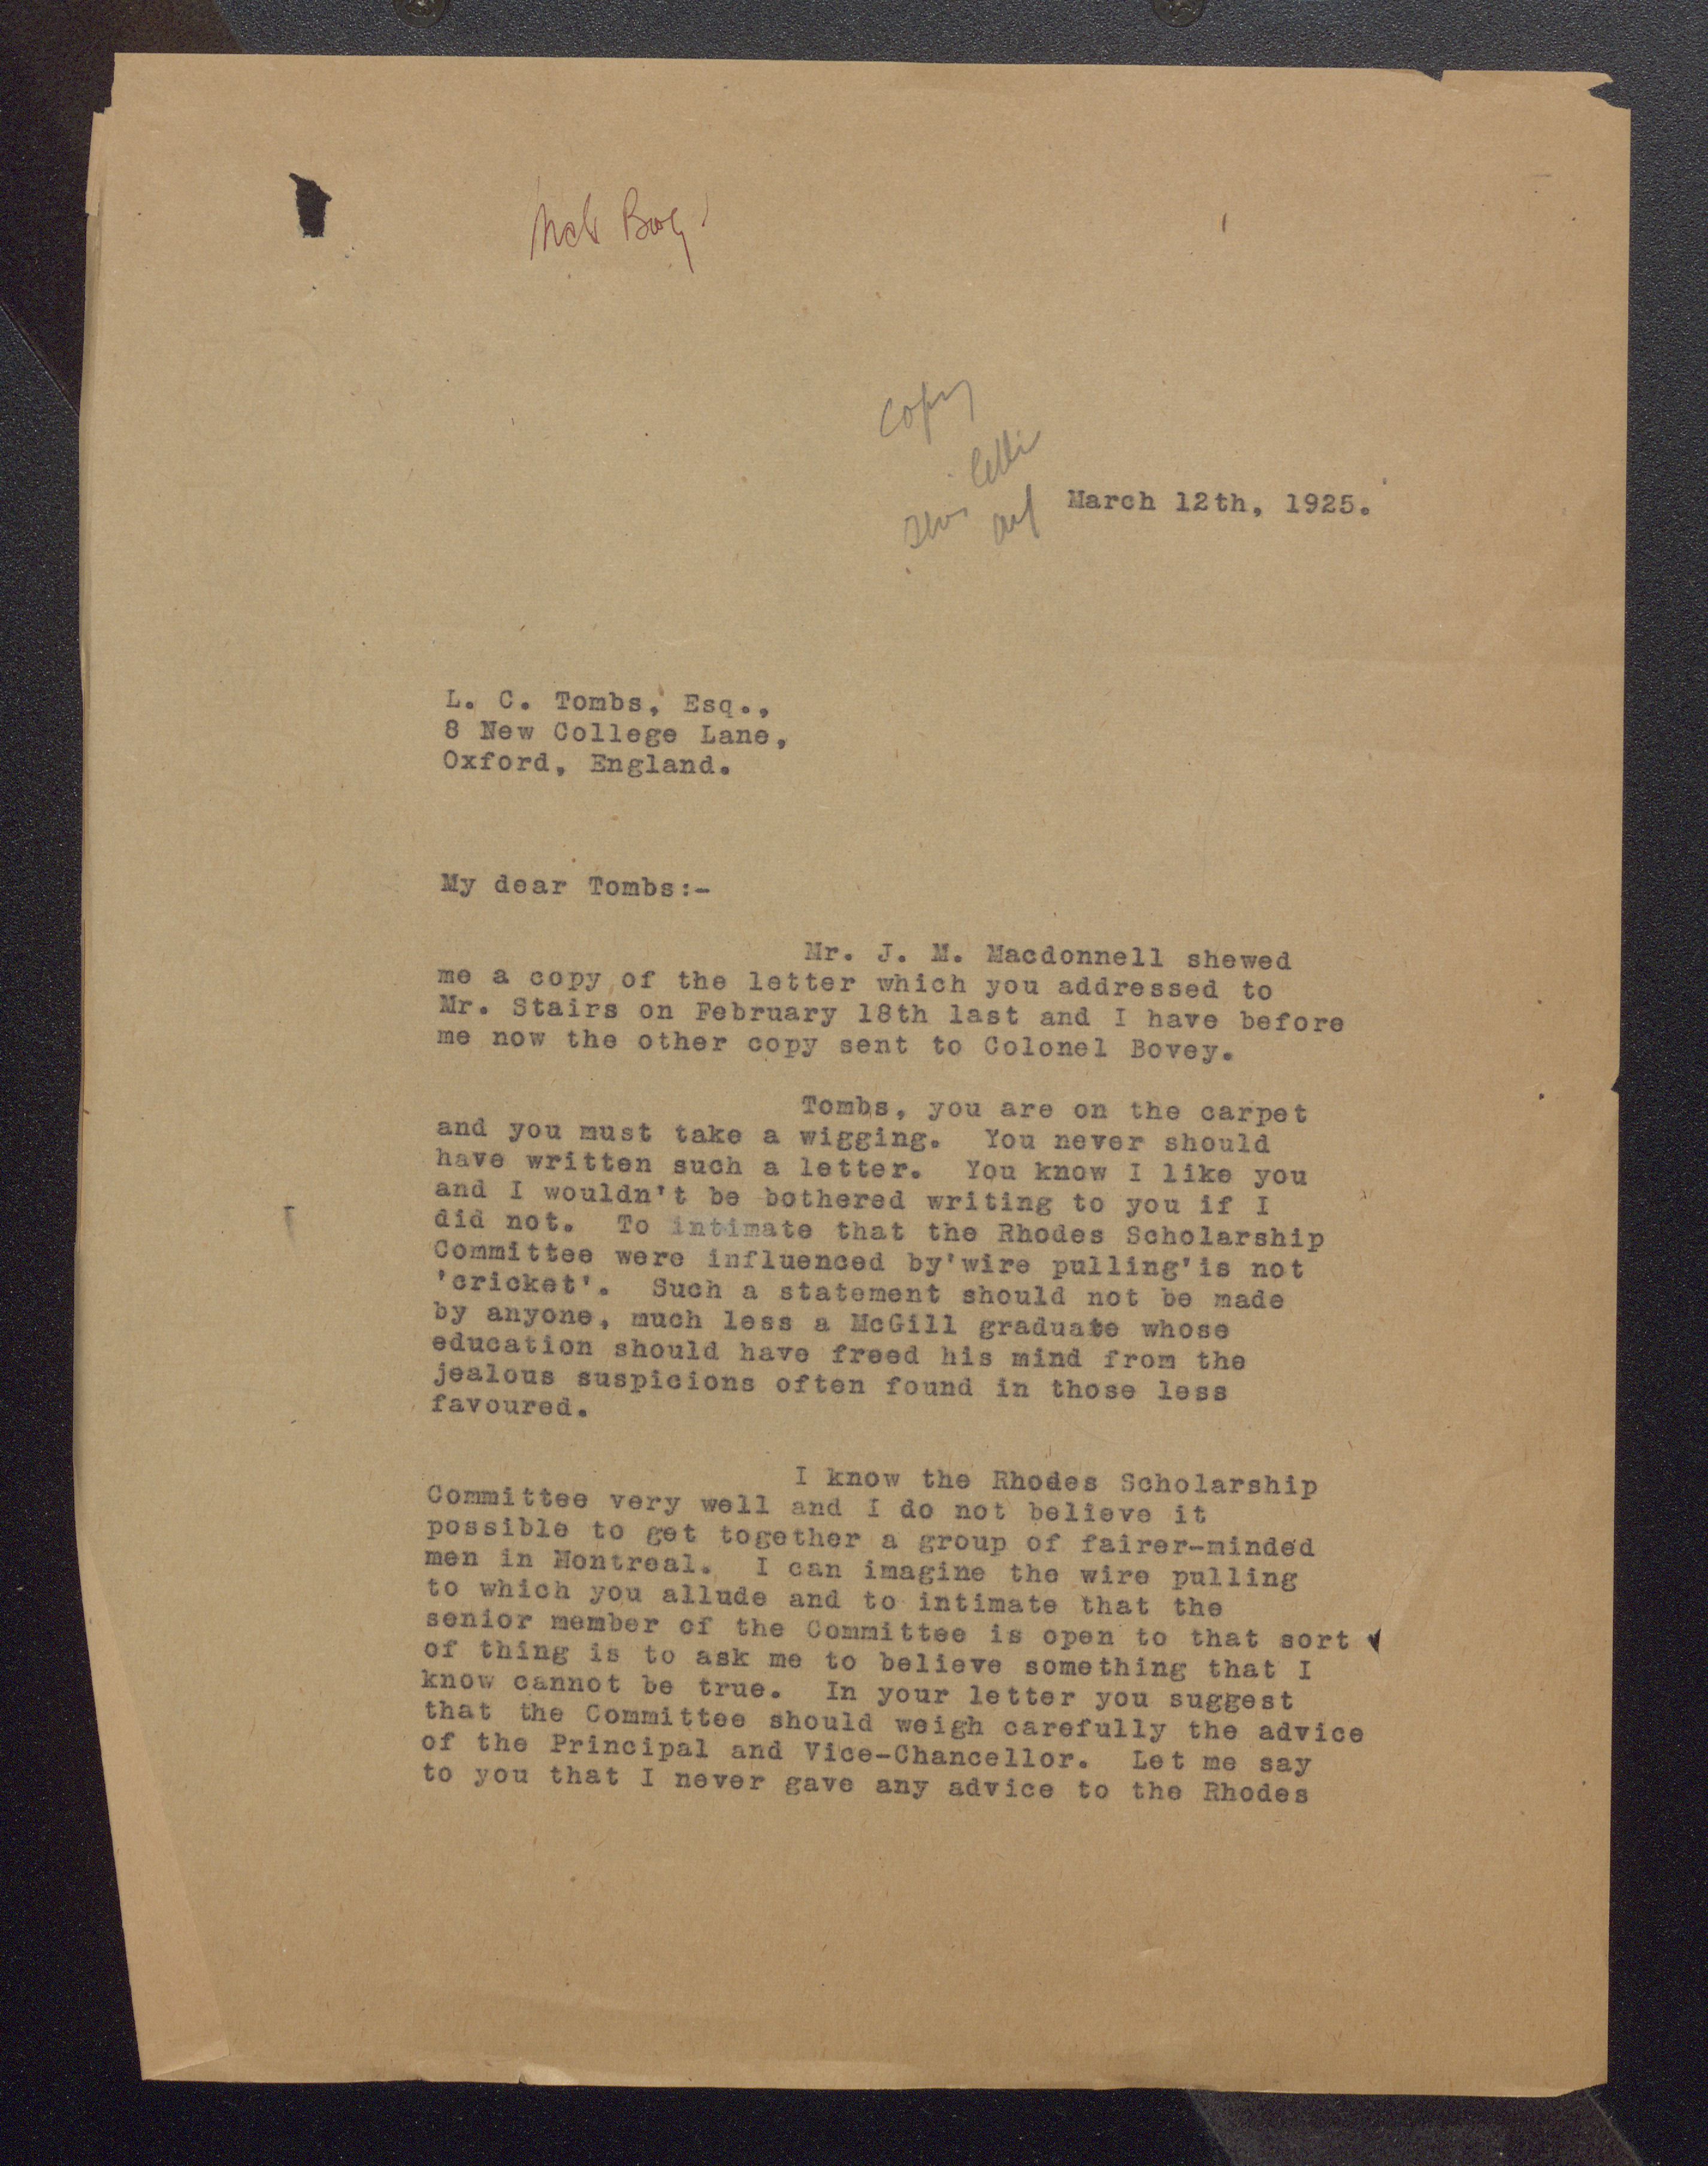 Copy
March 12th, 1925.
L. C. Tombs, Esq.,
8 New College Lane,
Oxford, England.
My dear Tombs:-
Mr. J. M. Macdonnell shewed
me a copy of the letter which you addressed to
Mr. Stairs on February 18th last and I have before
me now the other copy sent to Colonel Bovey.
Tombs, you are on the carpet
and you must take a wigging. You never should
have written such a letter. You know I like you
and I wouldn't be bothered writing to you if I
did not. To intimate that the Rhodes Scholarship
Committee were influenced by'wire pulling'is not
'cricket'. Such a statement should not be made
by anyone, much less a McGill graduate whose
education should have freed his mind from the
jealous suspicions often found in those less
favoured.
I know the Rhodes Scholarship
Committee very well and I do not believe it
possible to get together a group of fairer-minded
men in Montreal. I can imagine the wire pulling
to which you allude and to intimate that the
senior member of the Committee is open to that sort
of thing is to ask me to believe something that I
know cannot be true. In your letter you suggest
that the Committee should weigh carefully the advice
of the Principal and Vice-Chancellor. Let me say
to you that I never gave any advice to the Rhodes